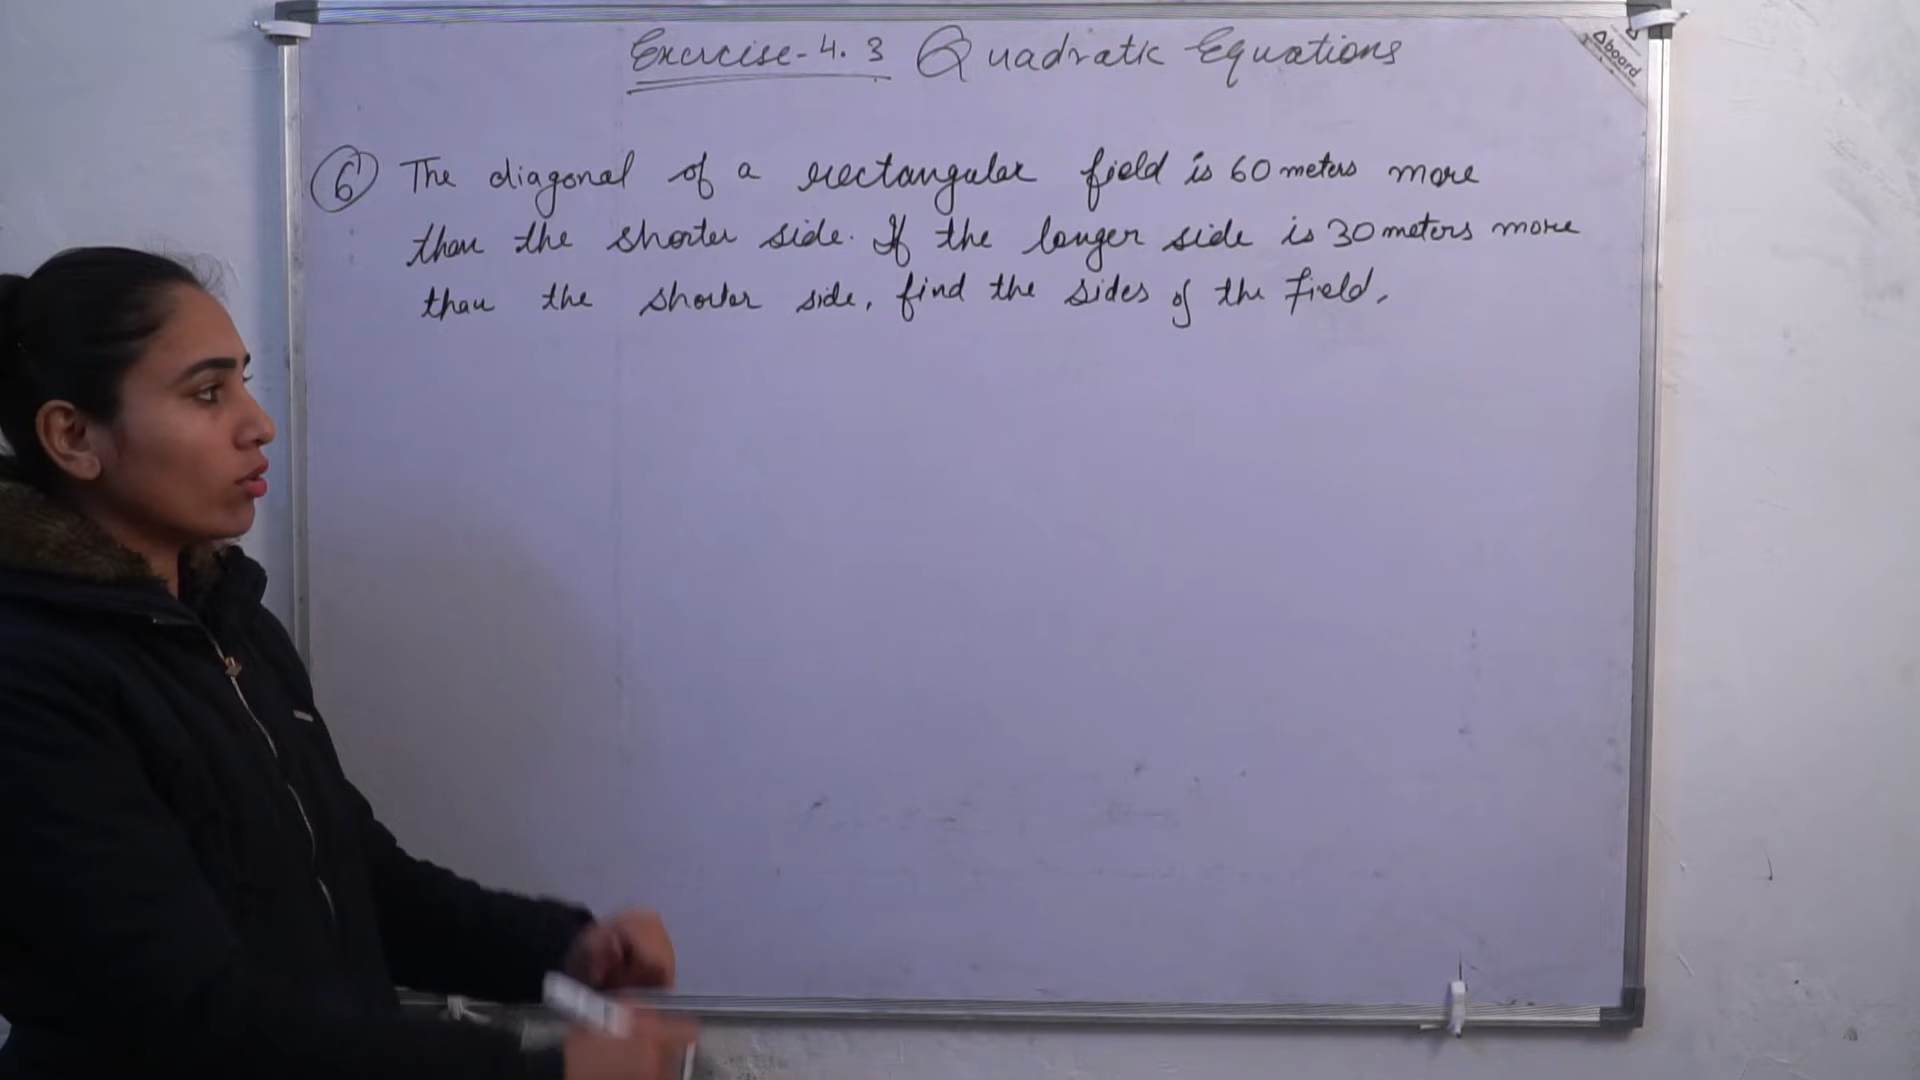 Exercise-4.3 Quadratic Equations
Aboard
6 The diagonal of a rectangular field is 60 meters more
than the shorter side. If the longer side is 30 meters more
than the shorter side, find the sides of the field.